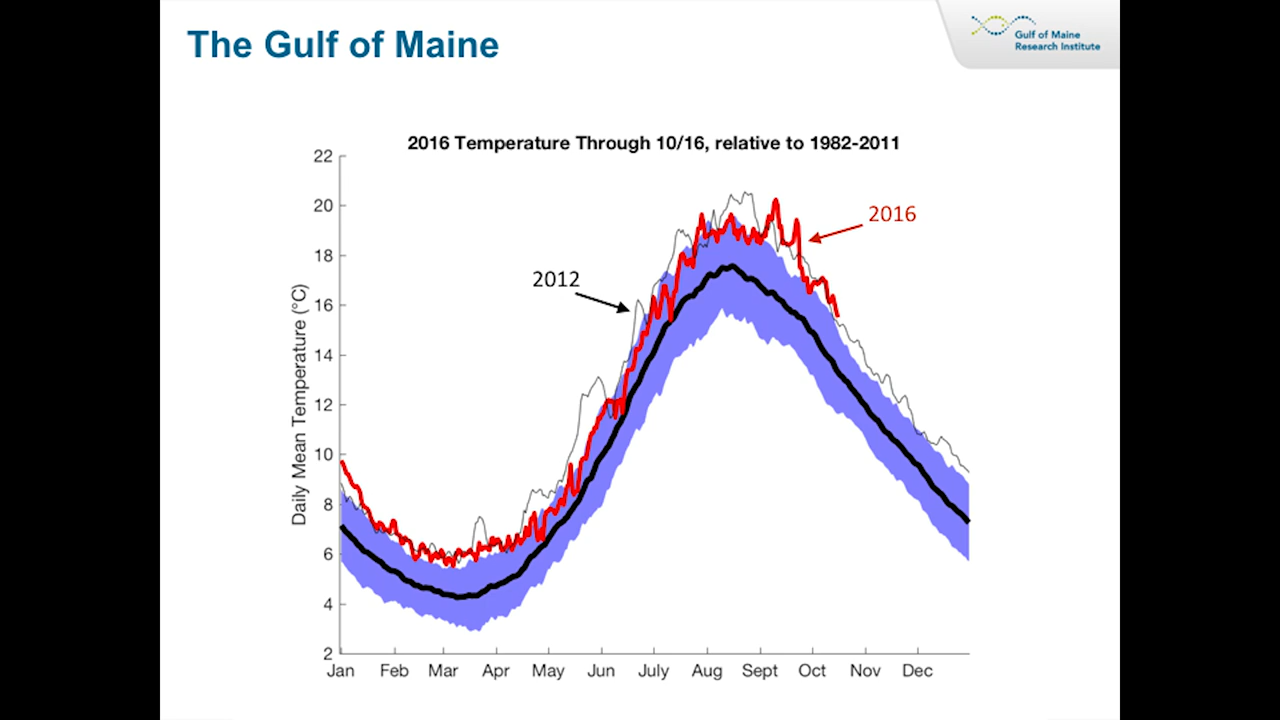 The Gulf of Maine
Gulf of Maine
Research Institute
2016 Temperature Through 10/16, relative to 1982-2011
22
20
18
16
14
12
10
8
6
4
2
Daily Mean Temperature (°C)
2016
2012
Jan Feb Mar Apr May Jun July Aug Sept Oct Nov Dec